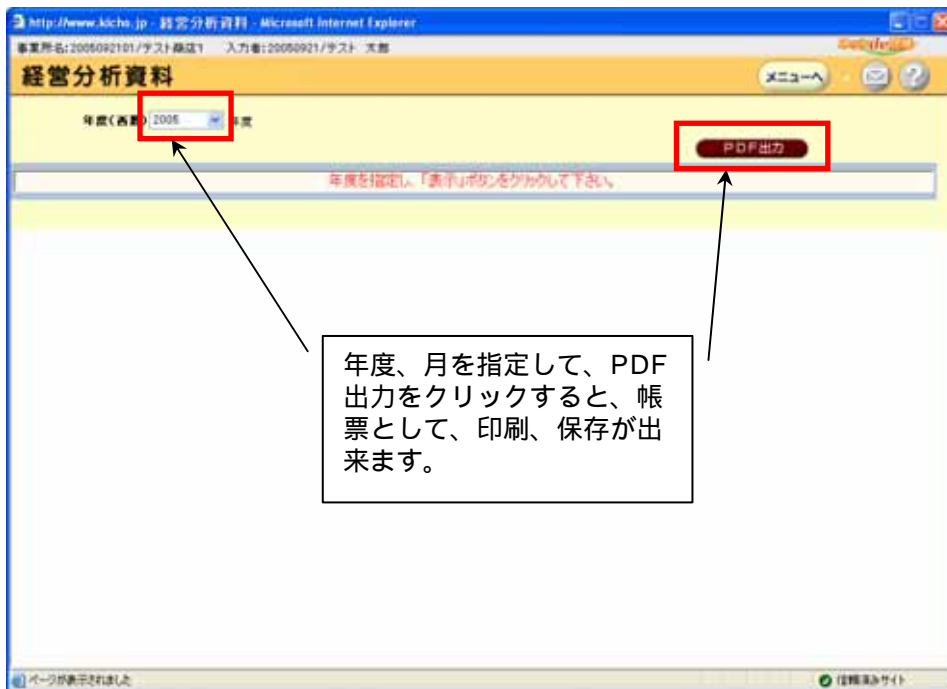 http://www.kicho.jp - 経営分析資料 - Microsoft Internet Explorer
事業所名:2005092101/テスト商店1 入力者:20050921/テスト 太郎
経営分析資料
メニューへ
年度(西暦) 2005 年度
PDF出力
年度を指定し、「表示」ボタンをクリックして下さい。
年度、月を指定して、PDF
出力をクリックすると、帳
票として、印刷、保存が出
来ます。
ページが表示されました
信頼済みサイト